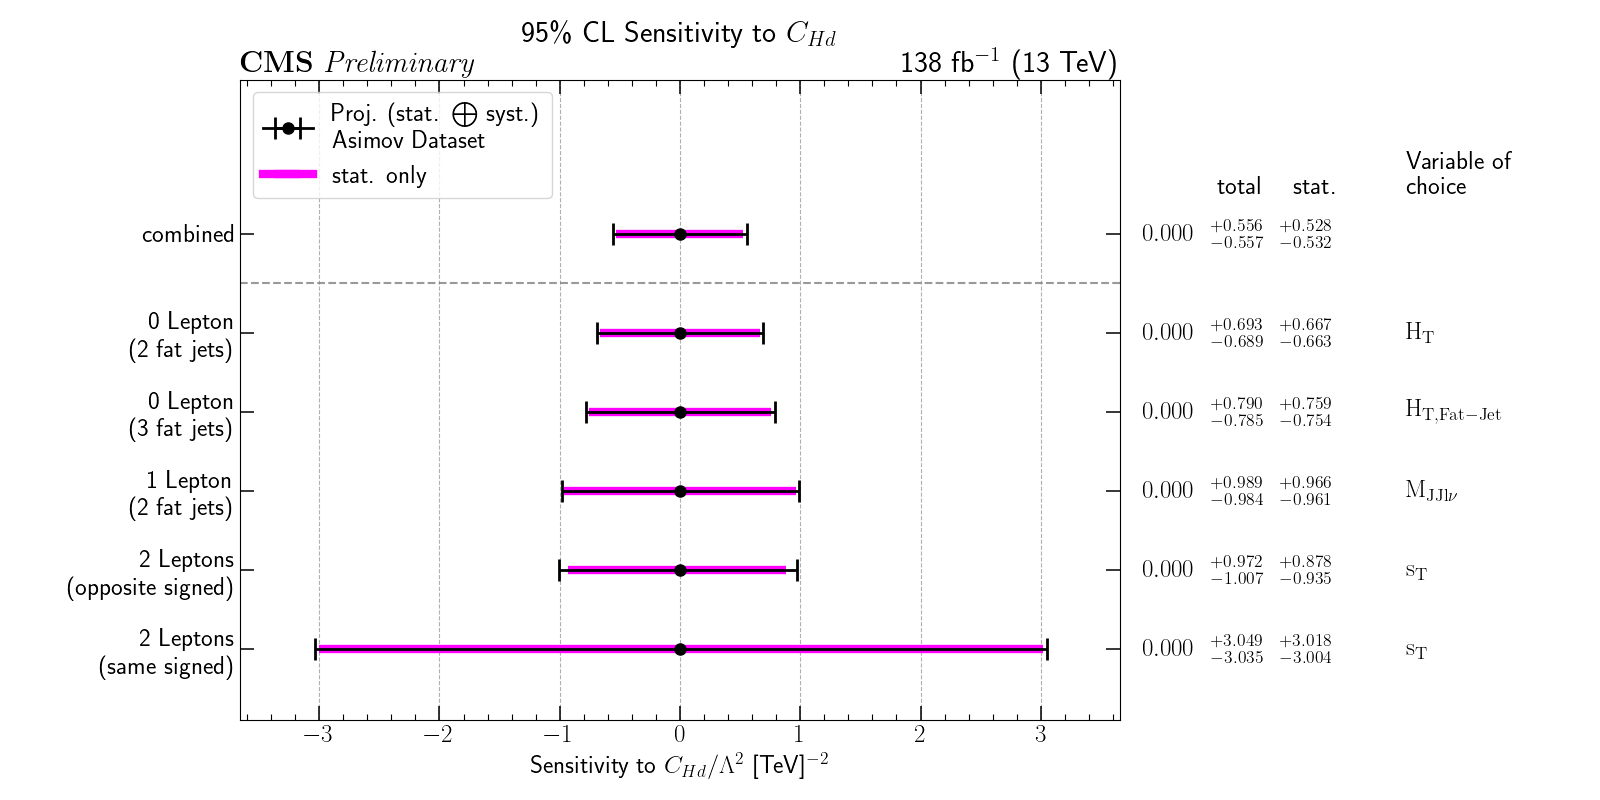 95% CL Sensitivity to C_{Hd}
CMS Preliminary
138 fb⁻¹ (13 TeV)
Proj. (stat. ⨁ syst.)
Asimov Dataset
stat. only
Variable of
choice
total stat.
combined
0.000 +0.556 +0.528
−0.557 −0.532
0 Lepton
(2 fat jets)
0.000 +0.693 +0.667
−0.689 −0.663
H_T
0 Lepton
(3 fat jets)
0.000 +0.790 +0.759
−0.785 −0.754
H_{T,Fat−Jet}
1 Lepton
(2 fat jets)
0.000 +0.989 +0.966
−0.984 −0.961
M_{JJlν}
2 Leptons
(opposite signed)
0.000 +0.972 +0.878
−1.007 −0.935
s_T
2 Leptons
(same signed)
0.000 +3.049 +3.018
−3.035 −3.004
s_T
−3 −2 −1 0 1 2 3
Sensitivity to C_{Hd}/Λ² [TeV]⁻²